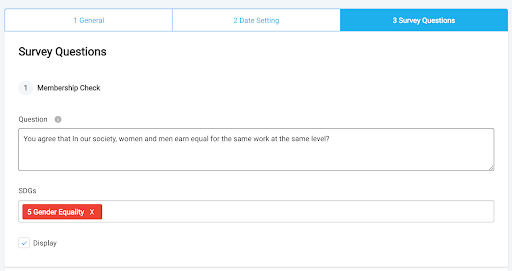 1 General
2 Date Setting
3 Survey Questions
Survey Questions
1 Membership Check
Question
You agree that In our society, women and men earn equal for the same work at the same level?
SDGs
5 Gender Equality X
Display